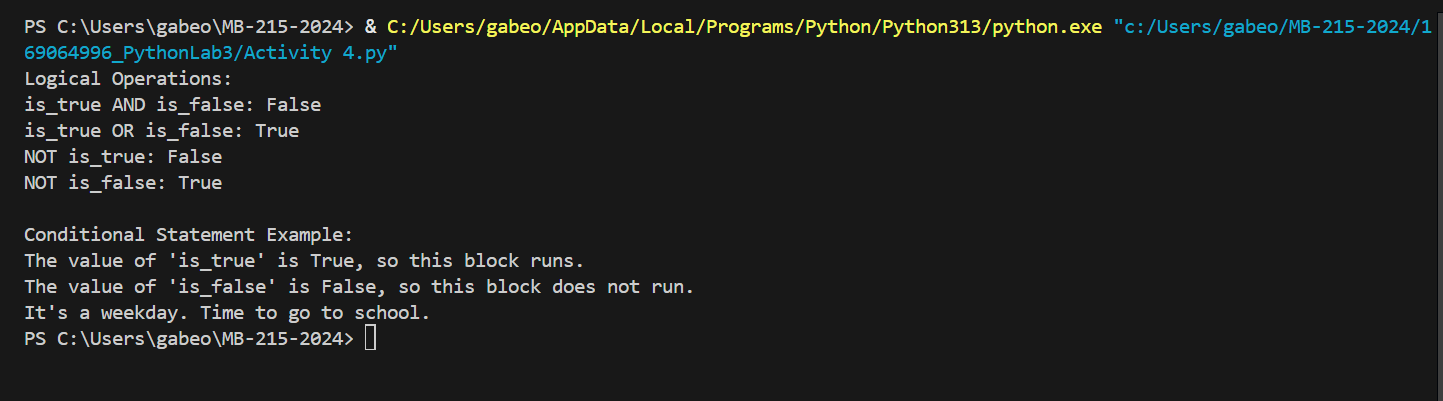 PS C:\Users\gabeo\MB-215-2024> & C:/Users/gabeo/AppData/Local/Programs/Python/Python313/python.exe "c:/Users/gabeo/MB-215-2024/1
69064996_PythonLab3/Activity 4.py"
Logical Operations:
is_true AND is_false: False
is_true OR is_false: True
NOT is_true: False
NOT is_false: True

Conditional Statement Example:
The value of 'is_true' is True, so this block runs.
The value of 'is_false' is False, so this block does not run.
It's a weekday. Time to go to school.
PS C:\Users\gabeo\MB-215-2024>